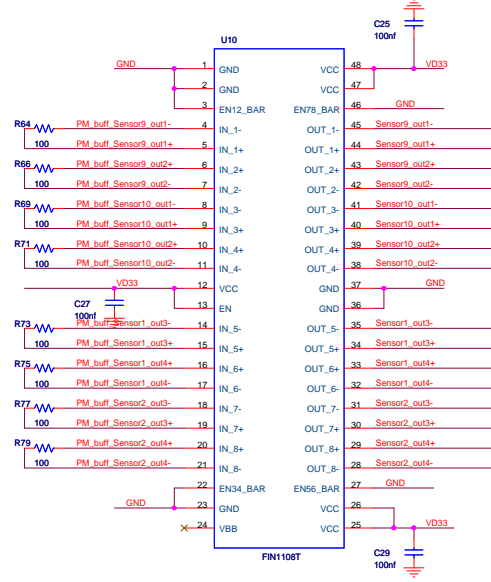 C25
100nf
U10
GND 1 GND VCC 48 VD33
2 GND VCC 47
3 EN12_BAR EN78_BAR 46 GND
R64 PM_buff_Sensor9_out1- 4 IN_1- OUT_1- 45 Sensor9_out1-
100 PM_buff_Sensor9_out1+ 5 IN_1+ OUT_1+ 44 Sensor9_out1+
R66 PM_buff_Sensor9_out2+ 6 IN_2+ OUT_2+ 43 Sensor9_out2+
100 PM_buff_Sensor9_out2- 7 IN_2- OUT_2- 42 Sensor9_out2-
R69 PM_buff_Sensor10_out1- 8 IN_3- OUT_3- 41 Sensor10_out1-
100 PM_buff_Sensor10_out1+ 9 IN_3+ OUT_3+ 40 Sensor10_out1+
R71 PM_buff_Sensor10_out2+ 10 IN_4+ OUT_4+ 39 Sensor10_out2+
100 PM_buff_Sensor10_out2- 11 IN_4- OUT_4- 38 Sensor10_out2-
VD33 12 VCC GND 37 GND
C27 13 EN GND 36
100nf
R73 PM_buff_Sensor1_out3- 14 IN_5- OUT_5- 35 Sensor1_out3-
100 PM_buff_Sensor1_out3+ 15 IN_5+ OUT_5+ 34 Sensor1_out3+
R75 PM_buff_Sensor1_out4+ 16 IN_6+ OUT_6+ 33 Sensor1_out4+
100 PM_buff_Sensor1_out4- 17 IN_6- OUT_6- 32 Sensor1_out4-
R77 PM_buff_Sensor2_out3- 18 IN_7- OUT_7- 31 Sensor2_out3-
100 PM_buff_Sensor2_out3+ 19 IN_7+ OUT_7+ 30 Sensor2_out3+
R79 PM_buff_Sensor2_out4+ 20 IN_8+ OUT_8+ 29 Sensor2_out4+
100 PM_buff_Sensor2_out4- 21 IN_8- OUT_8- 28 Sensor2_out4-
22 EN34_BAR EN56_BAR 27 GND
GND 23 GND VCC 26
24 VBB VCC 25 VD33
FIN1108T
C29
100nf